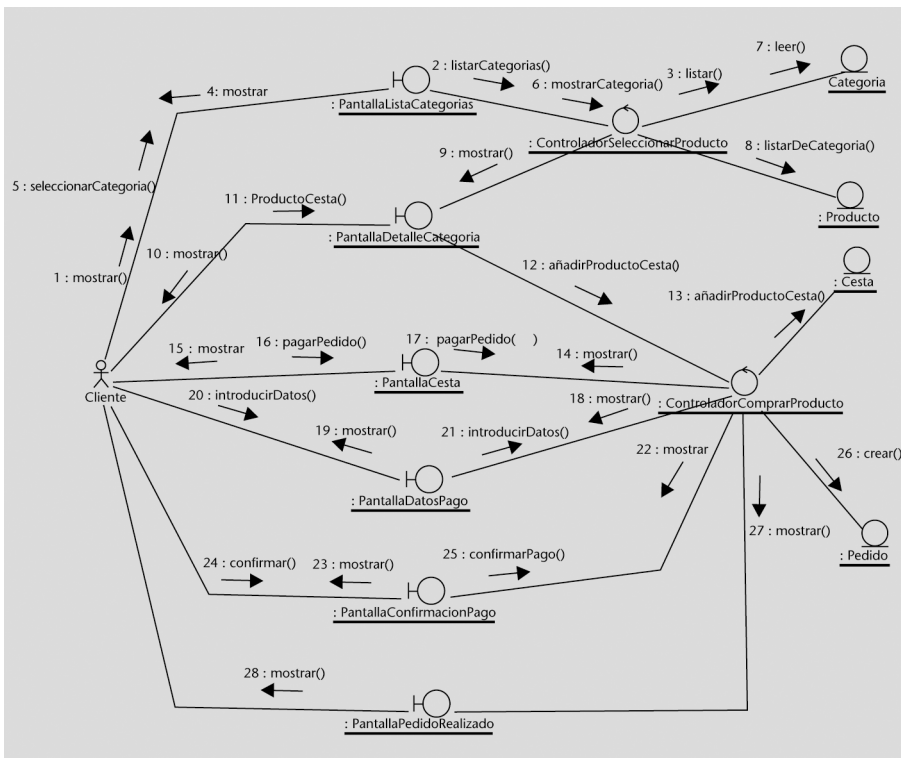 7 : leer()
2 : listarCategorias()
3 : listar()
6 : mostrarCategoria()
4 : mostrar
Categoria
: PantallaListaCategorias
: ControladorSeleccionarProducto
9 : mostrar()
8 : listarDeCategoria()
5 : seleccionarCategoria()
11 : ProductoCesta()
: Producto
: PantallaDetalleCategoria
10 : mostrar()
12 : añadirProductoCesta()
1 : mostrar()
: Cesta
13 : añadirProductoCesta()
15 : mostrar
16 : pagarPedido()
17 : pagarPedido( )
14 : mostrar()
: PantallaCesta
Cliente
20 : introducirDatos()
18 : mostrar()
: ControladorComprarProducto
19 : mostrar()
21 : introducirDatos()
22 : mostrar
26 : crear()
: PantallaDatosPago
27 : mostrar()
: Pedido
24 : confirmar()
23 : mostrar()
25 : confirmarPago()
: PantallaConfirmacionPago
28 : mostrar()
: PantallaPedidoRealizado